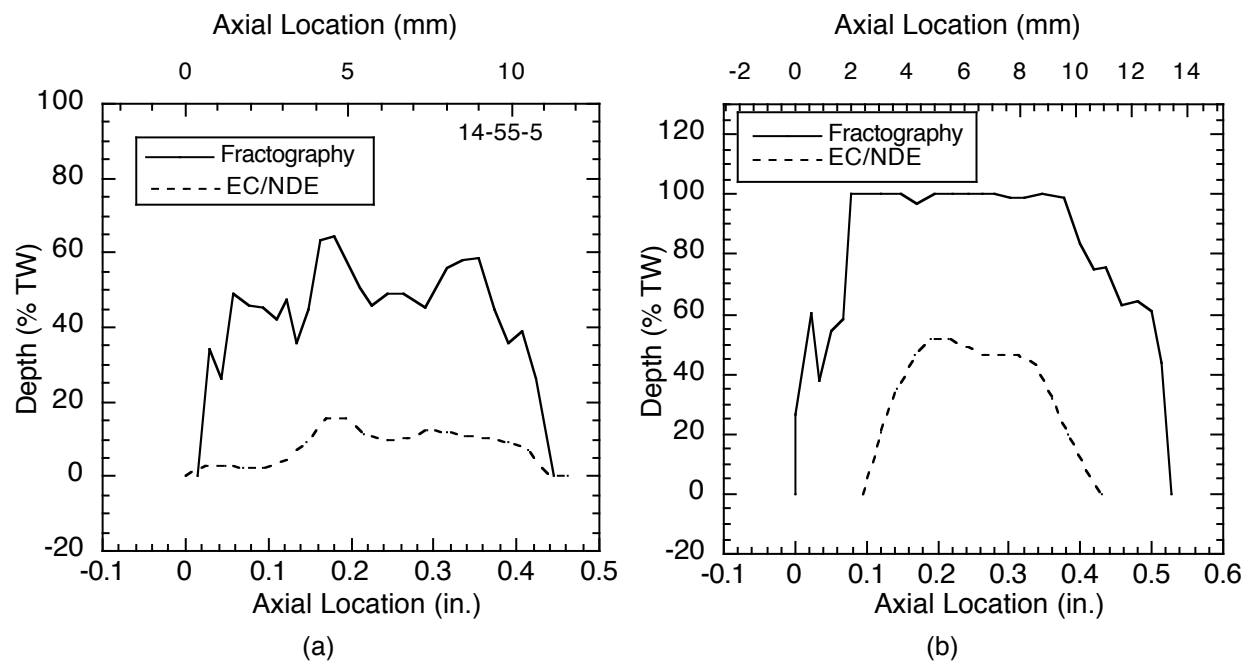 Axial Location (mm)
0 5 10
100
80
60
40
20
0
-20
Depth (% TW)
14-55-5
Fractography
EC/NDE
-0.1 0 0.1 0.2 0.3 0.4 0.5
Axial Location (in.)
(a)
Axial Location (mm)
-2 0 2 4 6 8 10 12 14
120
100
80
60
40
20
0
-20
Depth (% TW)
Fractography
EC/NDE
-0.1 0 0.1 0.2 0.3 0.4 0.5 0.6
Axial Location (in.)
(b)